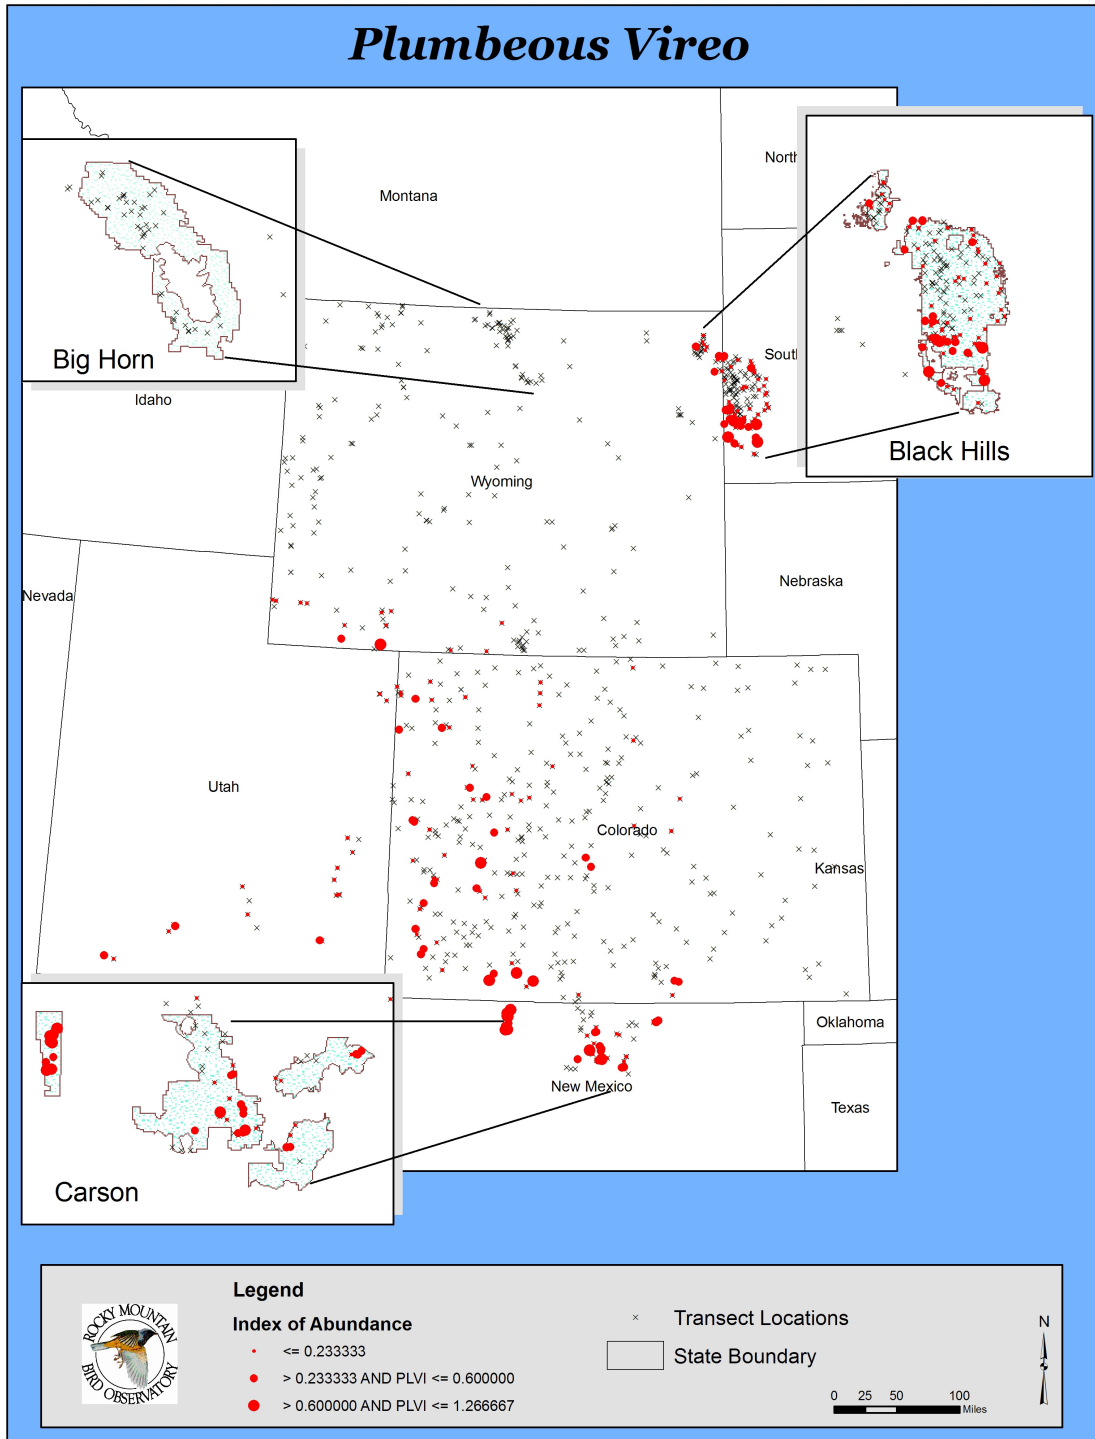 Plumbeous Vireo
North
Montana
Big Horn
Idaho
South
Black Hills
Wyoming
Nebraska
Nevada
Utah
Colorado
Kansas
Oklahoma
New Mexico
Texas
Carson
Legend
Index of Abundance
<= 0.233333
> 0.233333 AND PLVI <= 0.600000
> 0.600000 AND PLVI <= 1.266667
Transect Locations
State Boundary
ROCKY MOUNTAIN
BIRD OBSERVATORY
N
0 25 50 100
Miles